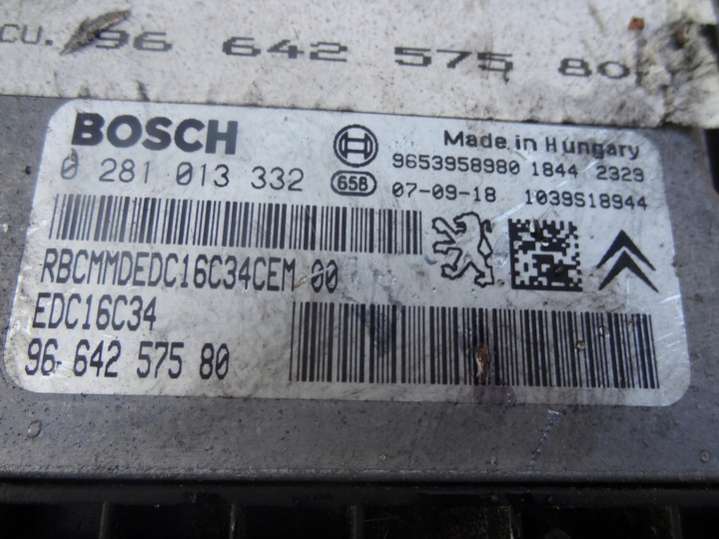 CU. 96 642 575 80
BOSCH
Made in Hungary
0 281 013 332
9653958980 1844 2329
658 07-09-18 1039S18944
RBCMMDEDC16C34CEM 00
EDC16C34
96 642 575 80